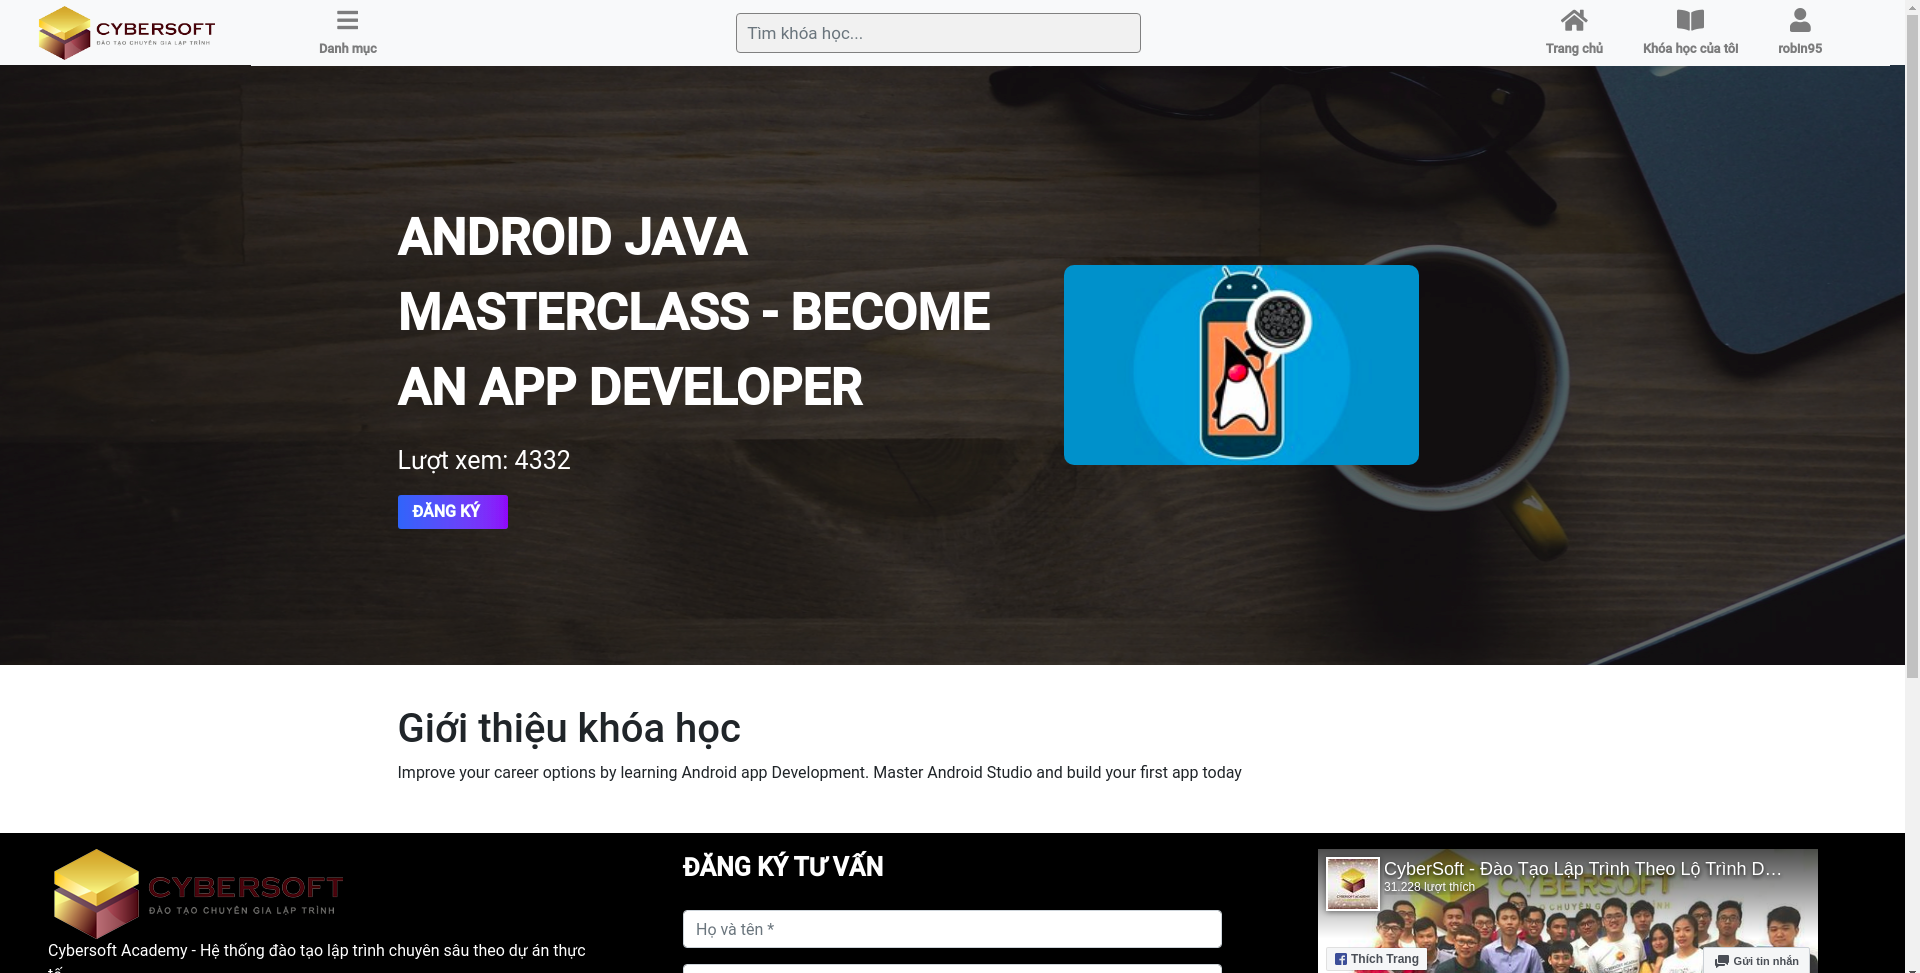 CYBERSOFT
ĐÀO TẠO CHUYÊN GIA LẬP TRÌNH
Danh mục
Tìm khóa học...
Trang chủ
Khóa học của tôi
robin95
ANDROID JAVA
MASTERCLASS - BECOME
AN APP DEVELOPER
Lượt xem: 4332
ĐĂNG KÝ
Giới thiệu khóa học
Improve your career options by learning Android app Development. Master Android Studio and build your first app today
CYBERSOFT
ĐÀO TẠO CHUYÊN GIA LẬP TRÌNH
Cybersoft Academy - Hệ thống đào tạo lập trình chuyên sâu theo dự án thực
ĐĂNG KÝ TƯ VẤN
Họ và tên *
CyberSoft - Đào Tạo Lập Trình Theo Lộ Trình D...
31.228 lượt thích
Thích Trang
Gửi tin nhắn